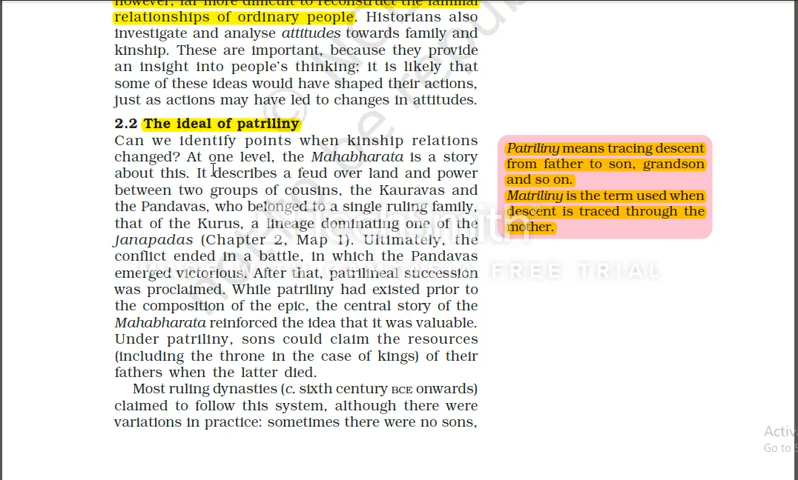 however, far more difficult to reconstruct the familial
relationships of ordinary people. Historians also
investigate and analyse attitudes towards family and
kinship. These are important, because they provide
an insight into people's thinking; it is likely that
some of these ideas would have shaped their actions,
just as actions may have led to changes in attitudes.
2.2 The ideal of patriliny
Can we identify points when kinship relations
changed? At one level, the Mahabharata is a story
about this. It describes a feud over land and power
between two groups of cousins, the Kauravas and
the Pandavas, who belonged to a single ruling family,
that of the Kurus, a lineage dominating one of the
janapadas (Chapter 2, Map 1). Ultimately, the
conflict ended in a battle, in which the Pandavas
emerged victorious. After that, patrilineal succession
was proclaimed. While patriliny had existed prior to
the composition of the epic, the central story of the
Mahabharata reinforced the idea that it was valuable.
Under patriliny, sons could claim the resources
(including the throne in the case of kings) of their
fathers when the latter died.
Most ruling dynasties (c. sixth century BCE onwards)
claimed to follow this system, although there were
variations in practice: sometimes there were no sons,
Patriliny means tracing descent
from father to son, grandson
and so on.
Matriliny is the term used when
descent is traced through the
mother.
FREE TRIAL
not to be republ
Activ
Go to S